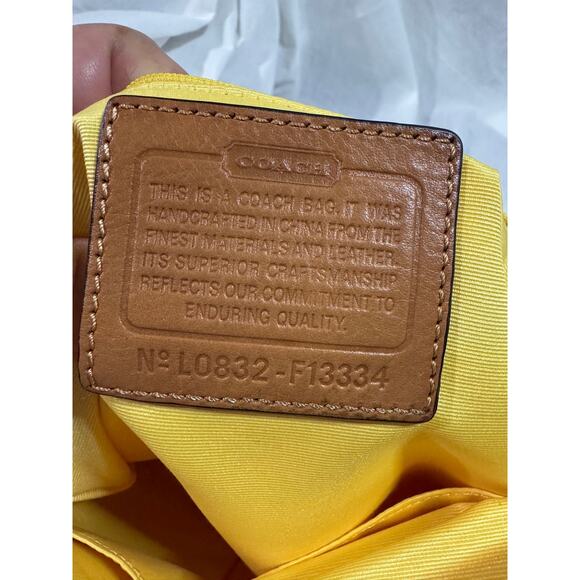 COACH
THIS IS A COACH BAG. IT WAS
HANDCRAFTED IN CHINA FROM THE
FINEST MATERIALS AND LEATHER.
ITS SUPERIOR CRAFTSMANSHIP
REFLECTS OUR COMMITMENT TO
ENDURING QUALITY.
Nº L0832-F13334